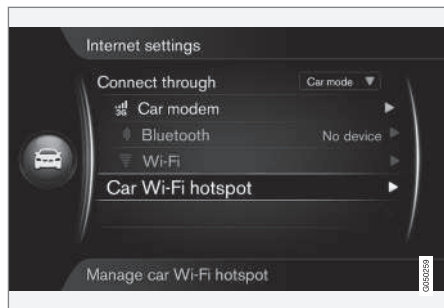 Internet settings
Connect through Car mode
3G Car modem
Bluetooth No device
Wi-Fi
Car Wi-Fi hotspot
Manage car Wi-Fi hotspot
G050259